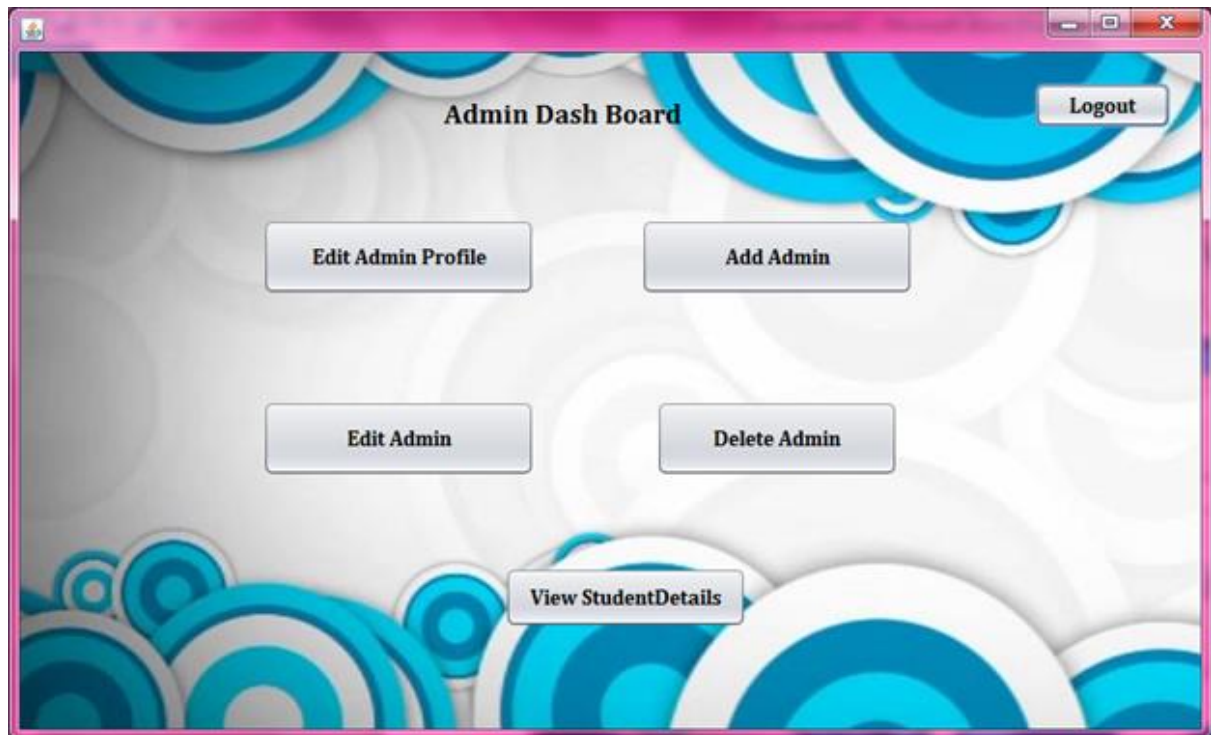 Admin Dash Board
Logout
Edit Admin Profile
Add Admin
Edit Admin
Delete Admin
View StudentDetails